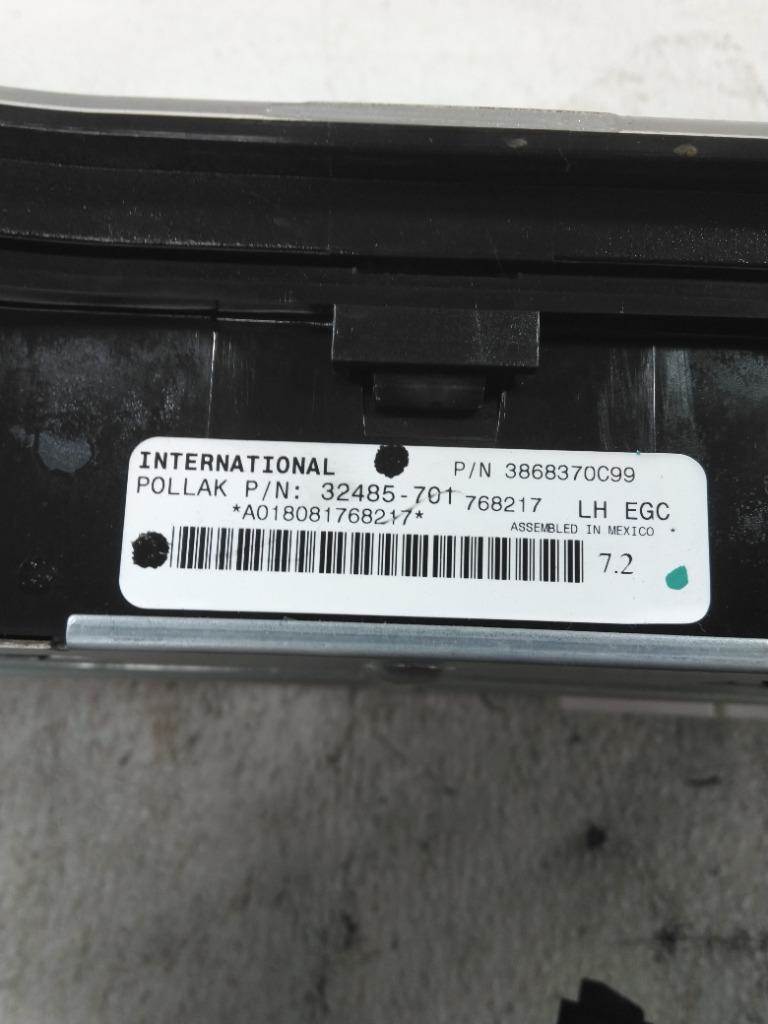 INTERNATIONAL P/N 3868370C99
POLLAK P/N: 32485-701 768217 LH EGC
*A018081768217* ASSEMBLED IN MEXICO *
7.2